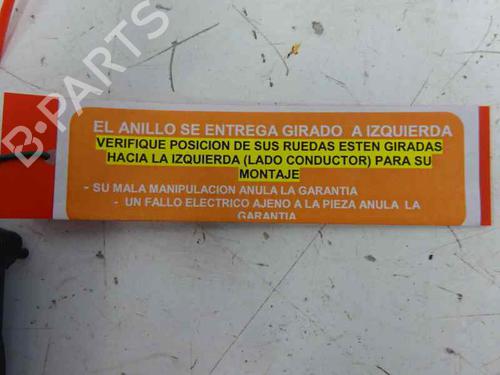 B-PARTS
EL ANILLO SE ENTREGA GIRADO A IZQUIERDA
VERIFIQUE POSICION DE SUS RUEDAS ESTEN GIRADAS
HACIA LA IZQUIERDA (LADO CONDUCTOR) PARA SU
MONTAJE
- SU MALA MANIPULACION ANULA LA GARANTIA
- UN FALLO ELECTRICO AJENO A LA PIEZA ANULA LA
GARANTIA